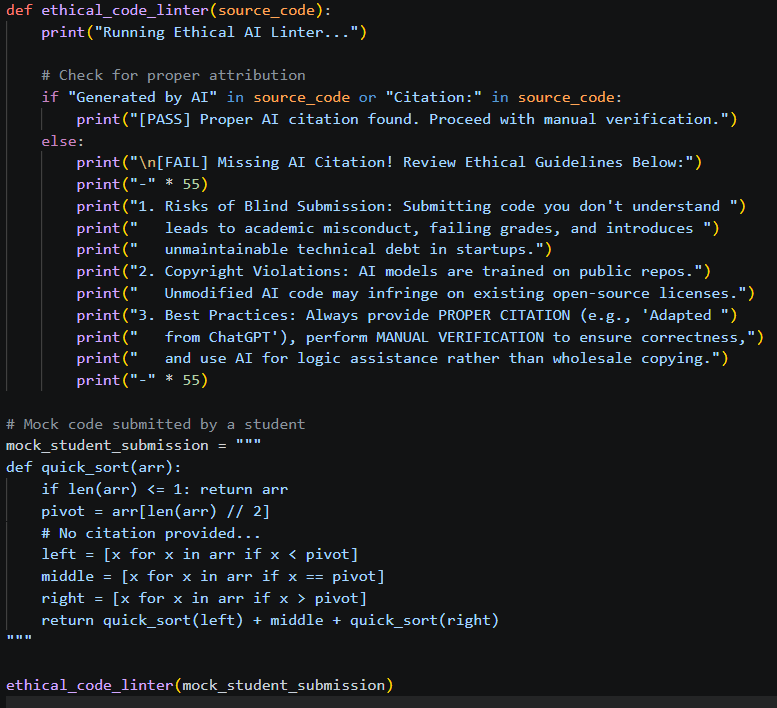 def ethical_code_linter(source_code):
    print("Running Ethical AI Linter...")

    # Check for proper attribution
    if "Generated by AI" in source_code or "Citation:" in source_code:
        print("[PASS] Proper AI citation found. Proceed with manual verification.")
    else:
        print("\n[FAIL] Missing AI Citation! Review Ethical Guidelines Below:")
        print("-" * 55)
        print("1. Risks of Blind Submission: Submitting code you don't understand ")
        print("   leads to academic misconduct, failing grades, and introduces ")
        print("   unmaintainable technical debt in startups.")
        print("2. Copyright Violations: AI models are trained on public repos.")
        print("   Unmodified AI code may infringe on existing open-source licenses.")
        print("3. Best Practices: Always provide PROPER CITATION (e.g., 'Adapted ")
        print("   from ChatGPT'), perform MANUAL VERIFICATION to ensure correctness,")
        print("   and use AI for logic assistance rather than wholesale copying.")
        print("-" * 55)

# Mock code submitted by a student
mock_student_submission = """
def quick_sort(arr):
    if len(arr) <= 1: return arr
    pivot = arr[len(arr) // 2]
    # No citation provided...
    left = [x for x in arr if x < pivot]
    middle = [x for x in arr if x == pivot]
    right = [x for x in arr if x > pivot]
    return quick_sort(left) + middle + quick_sort(right)
"""

ethical_code_linter(mock_student_submission)